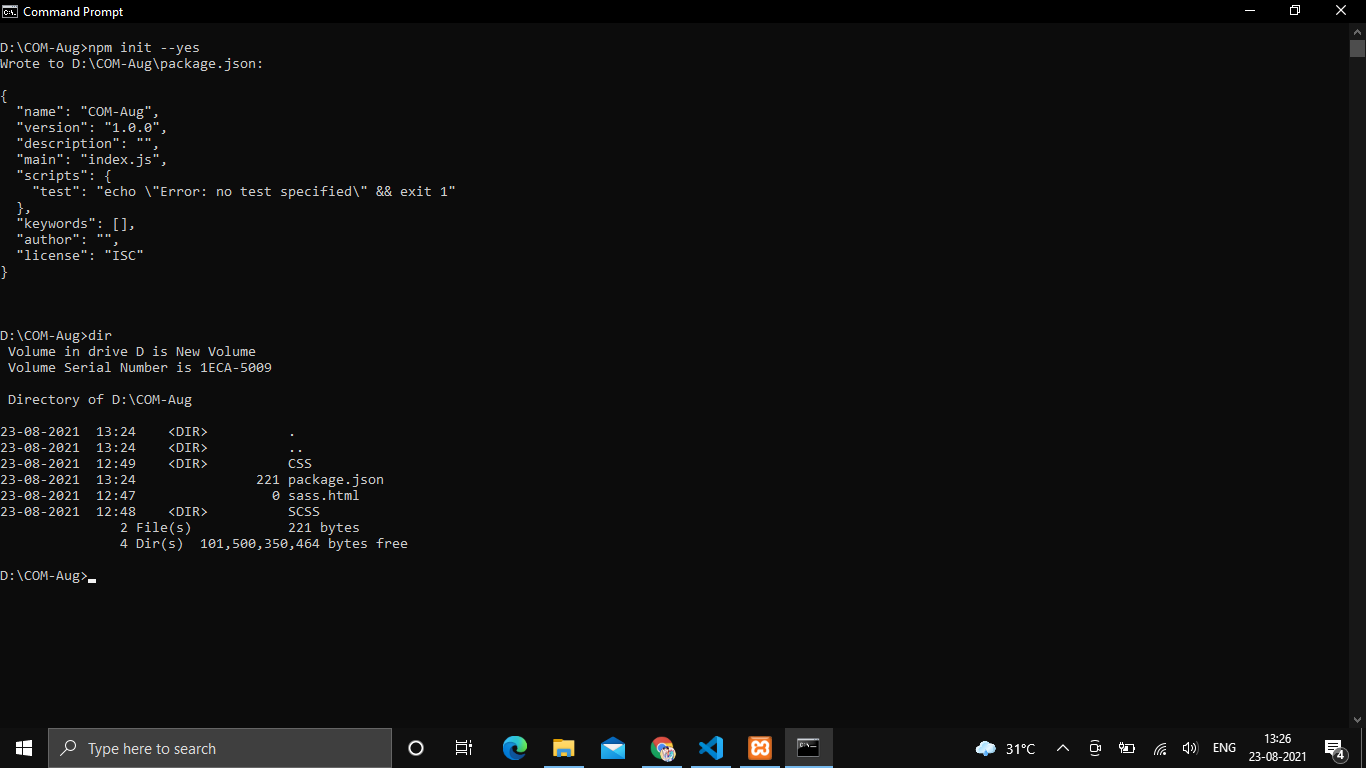 Command Prompt
D:\COM-Aug>npm init --yes
Wrote to D:\COM-Aug\package.json:
{
  "name": "COM-Aug",
  "version": "1.0.0",
  "description": "",
  "main": "index.js",
  "scripts": {
    "test": "echo \"Error: no test specified\" && exit 1"
  },
  "keywords": [],
  "author": "",
  "license": "ISC"
}
D:\COM-Aug>dir
 Volume in drive D is New Volume
 Volume Serial Number is 1ECA-5009
 Directory of D:\COM-Aug
23-08-2021  13:24    <DIR>          .
23-08-2021  13:24    <DIR>          ..
23-08-2021  12:49    <DIR>          CSS
23-08-2021  13:24               221 package.json
23-08-2021  12:47                 0 sass.html
23-08-2021  12:48    <DIR>          SCSS
               2 File(s)            221 bytes
               4 Dir(s)  101,500,350,464 bytes free
D:\COM-Aug>
Type here to search
31°C
ENG
13:26
23-08-2021
4